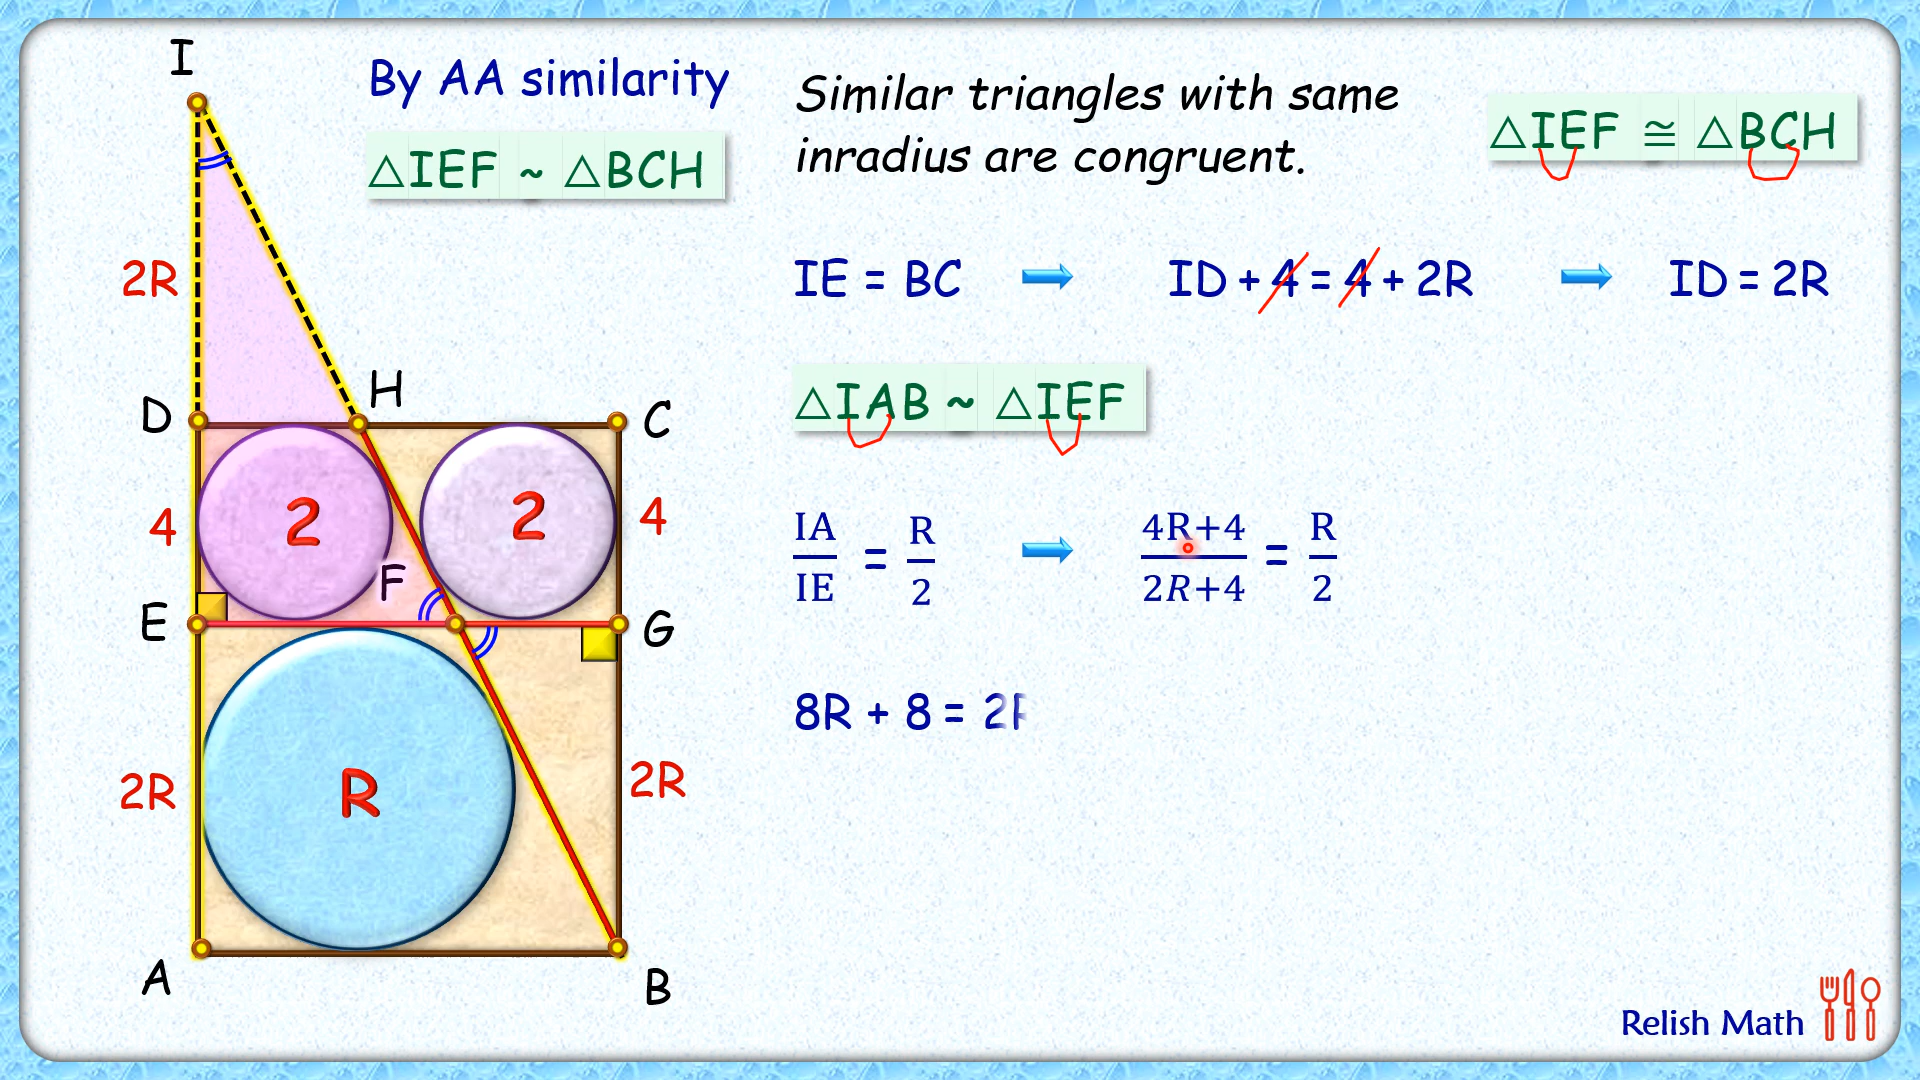 I
By AA similarity
△IEF ~ △BCH
Similar triangles with same
inradius are congruent.
△IEF ≅ △BCH
2R
IE = BC
ID + 4 = 4 + 2R
ID = 2R
H
D
C
△IAB ~ △IEF
4
2
2
4
F
E
G
IA/IE = R/2
4R+4/2R+4 = R/2
8R + 8 = 2R
2R
R
2R
A
B
Relish Math